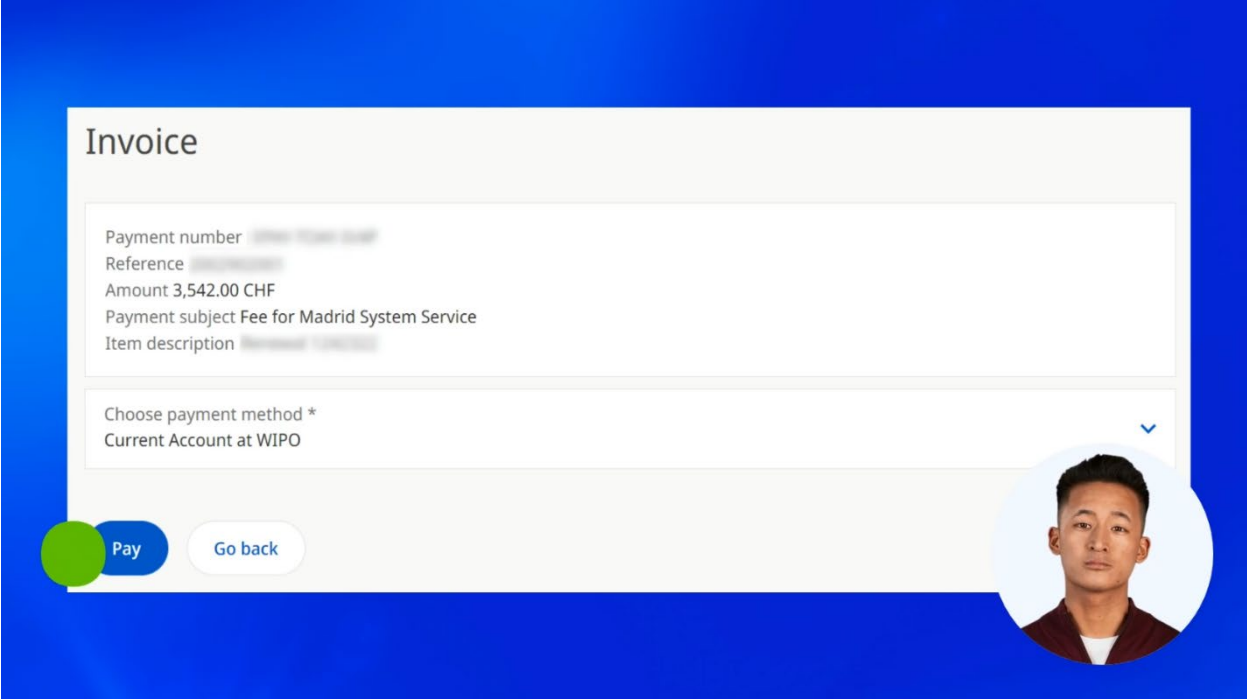 Invoice
Payment number
Reference
Amount 3,542.00 CHF
Payment subject Fee for Madrid System Service
Item description
Choose payment method *
Current Account at WIPO
Pay
Go back